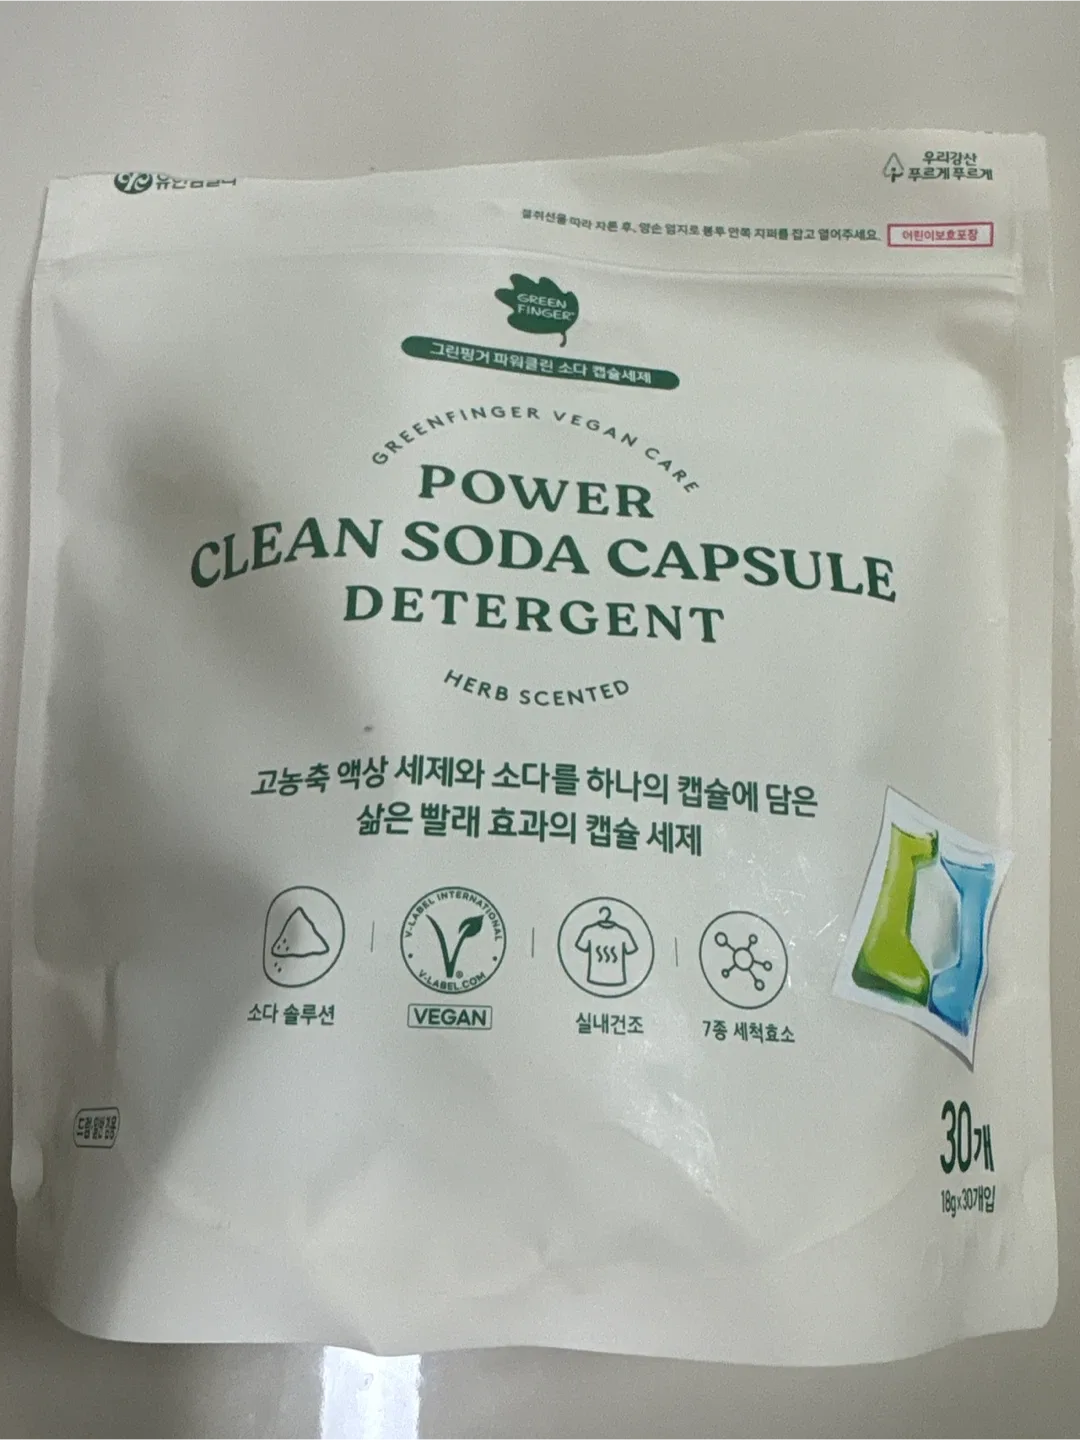 우리강산
푸르게 푸르게
절취선을 따라 자른 후, 양손 엄지로 봉투 안쪽 지퍼를 잡고 열어주세요.
어린이보호포장
GREEN
FINGER
그린핑거 파워클린 소다 캡슐세제
GREENFINGER VEGAN CARE
POWER
CLEAN SODA CAPSULE
DETERGENT
HERB SCENTED
고농축 액상 세제와 소다를 하나의 캡슐에 담은
삶은 빨래 효과의 캡슐 세제
V-LABEL INTERNATIONAL
V-LABEL.COM
소다 솔루션
VEGAN
실내건조
7종 세척효소
드럼·일반 겸용
30개
18g×30개입